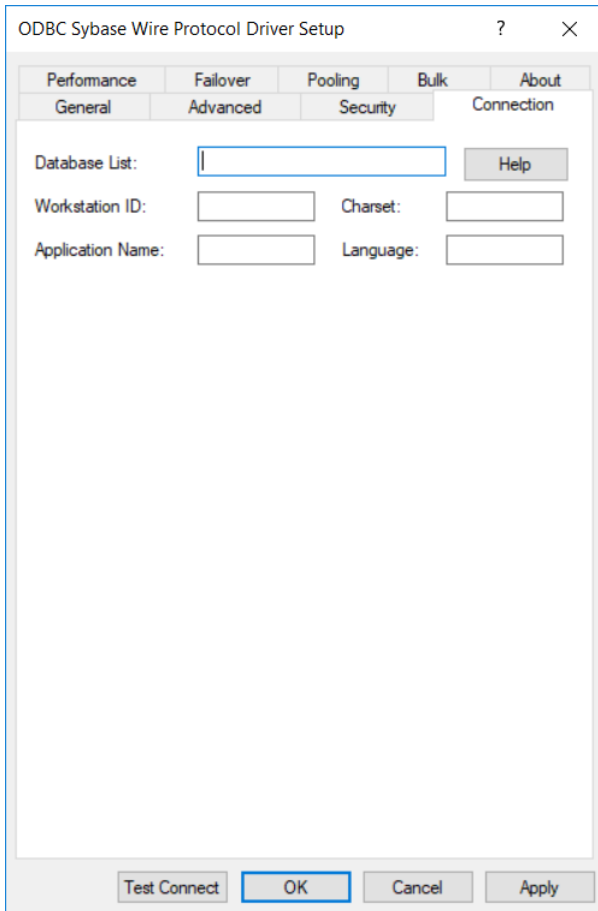 ODBC Sybase Wire Protocol Driver Setup ?
Performance Failover Pooling Bulk About
General Advanced Security Connection
Database List: Help
Workstation ID: Charset:
Application Name: Language:
Test Connect OK Cancel Apply